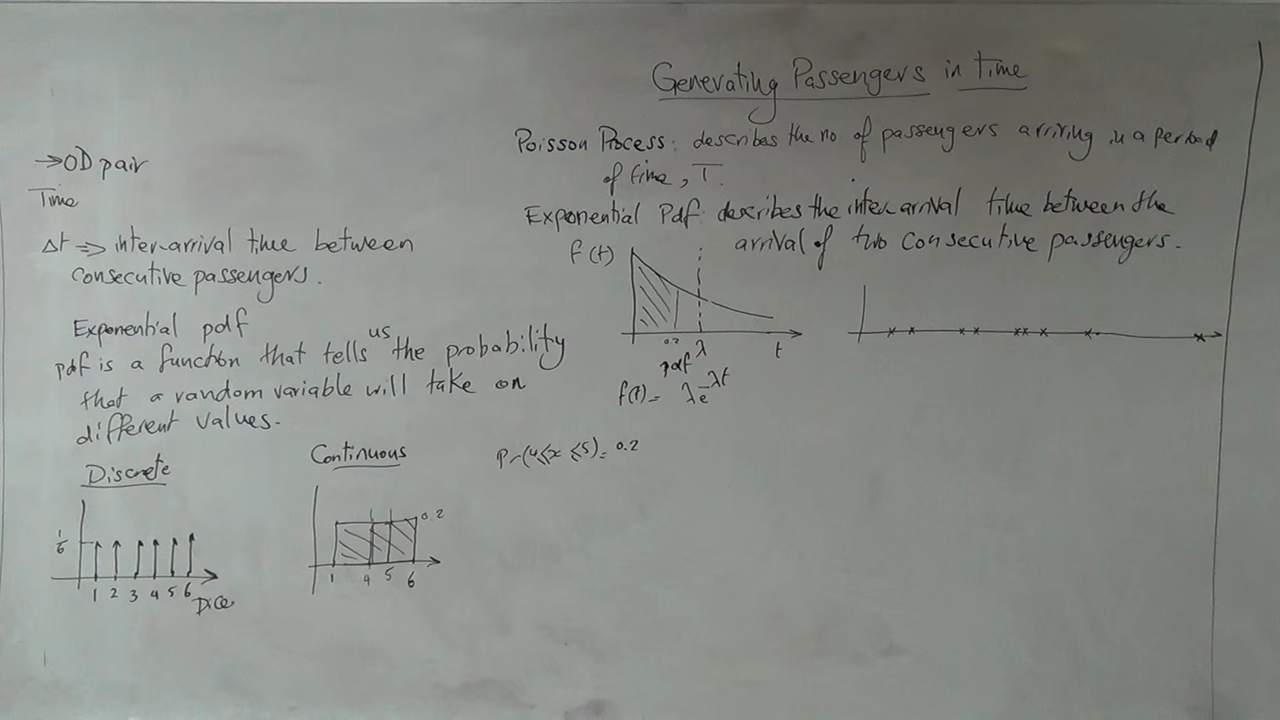 Generating Passengers in Time
Poisson Process: describes the no of passengers arriving in a period
of time, T.
Exponential Pdf: describes the inter arrival time between the
arrival of two consecutive passengers.
→OD pair
Time
Δt ⇒ inter-arrival time between
consecutive passengers.
Exponential pdf
pdf is a function that tells us the probability
that a random variable will take on
different values.
f(t)
0.2 λ t
pdf
f(t) = λe^-λt
Discrete
1/6
1 2 3 4 5 6
Dice
Continuous
0.2
1 4 5 6
Pr(4≤x≤5)= 0.2